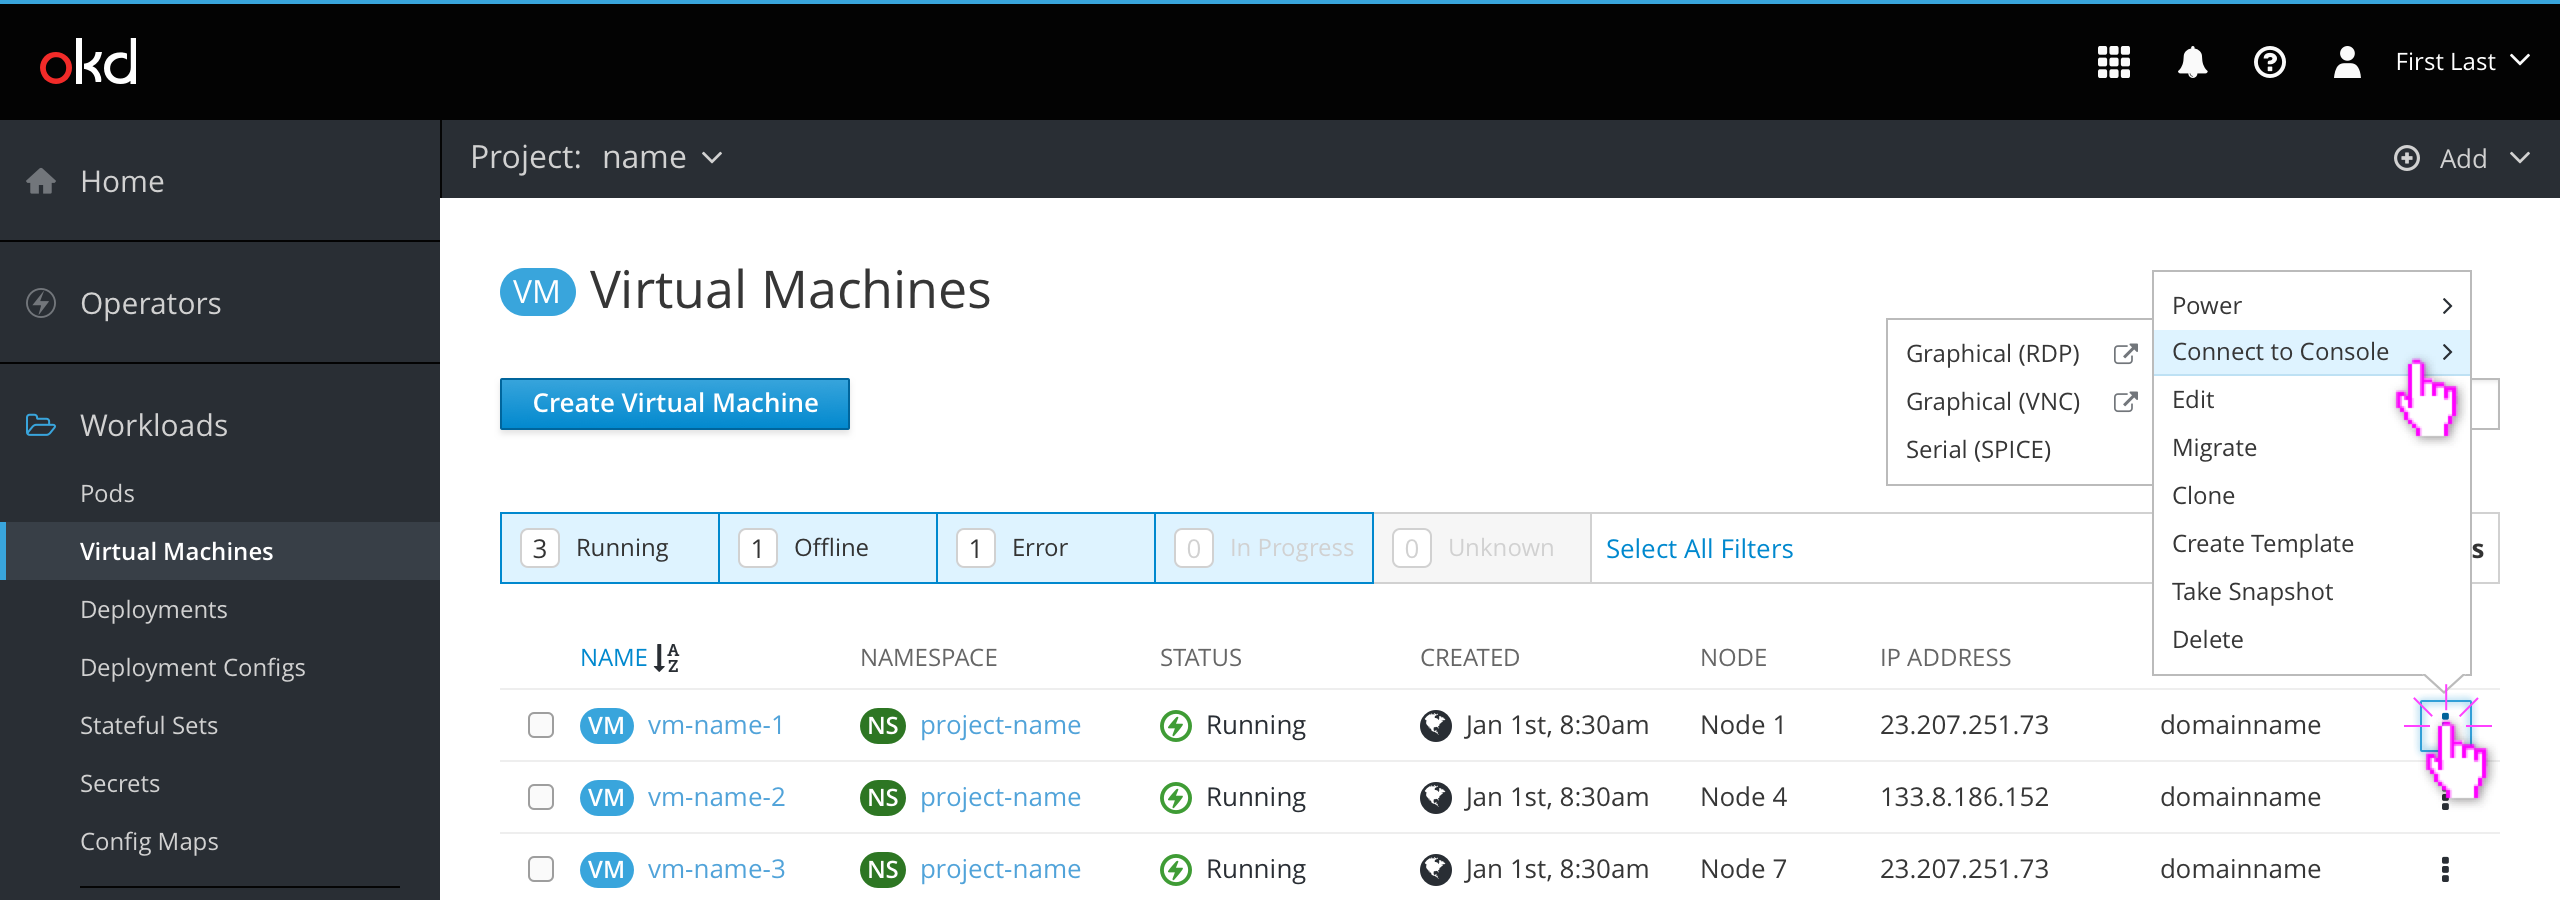 okd
First Last
Project: name
Add
Home
Operators
Workloads
Pods
Virtual Machines
Deployments
Deployment Configs
Stateful Sets
Secrets
Config Maps
VM Virtual Machines
Create Virtual Machine
Power
Connect to Console
Edit
Migrate
Clone
Create Template
Take Snapshot
Delete
Graphical (RDP)
Graphical (VNC)
Serial (SPICE)
3 Running 1 Offline 1 Error 0 In Progress 0 Unknown Select All Filters s
NAME A Z NAMESPACE STATUS CREATED NODE IP ADDRESS
VM vm-name-1 NS project-name Running Jan 1st, 8:30am Node 1 23.207.251.73 domainname
VM vm-name-2 NS project-name Running Jan 1st, 8:30am Node 4 133.8.186.152 domainname
VM vm-name-3 NS project-name Running Jan 1st, 8:30am Node 7 23.207.251.73 domainname